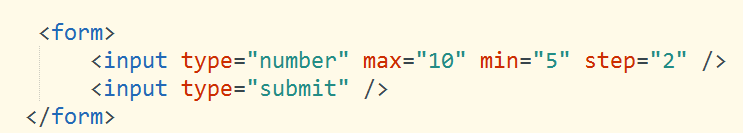 <form>
<input type="number" max="10" min="5" step="2" />
<input type="submit" />
</form>